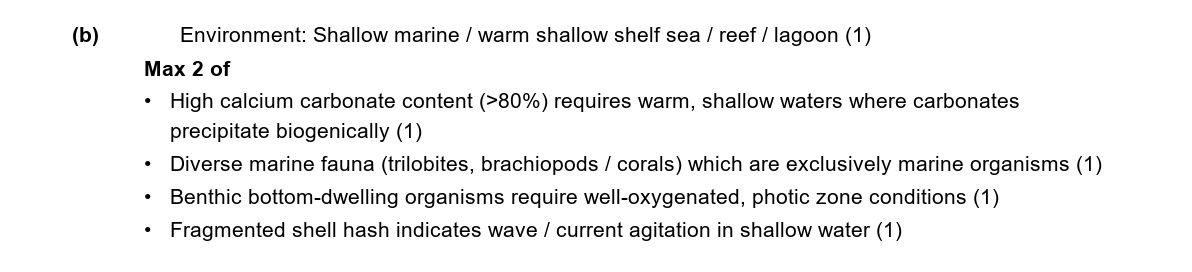 (b) Environment: Shallow marine / warm shallow shelf sea / reef / lagoon (1)
Max 2 of
• High calcium carbonate content (>80%) requires warm, shallow waters where carbonates
precipitate biogenically (1)
• Diverse marine fauna (trilobites, brachiopods / corals) which are exclusively marine organisms (1)
• Benthic bottom-dwelling organisms require well-oxygenated, photic zone conditions (1)
• Fragmented shell hash indicates wave / current agitation in shallow water (1)